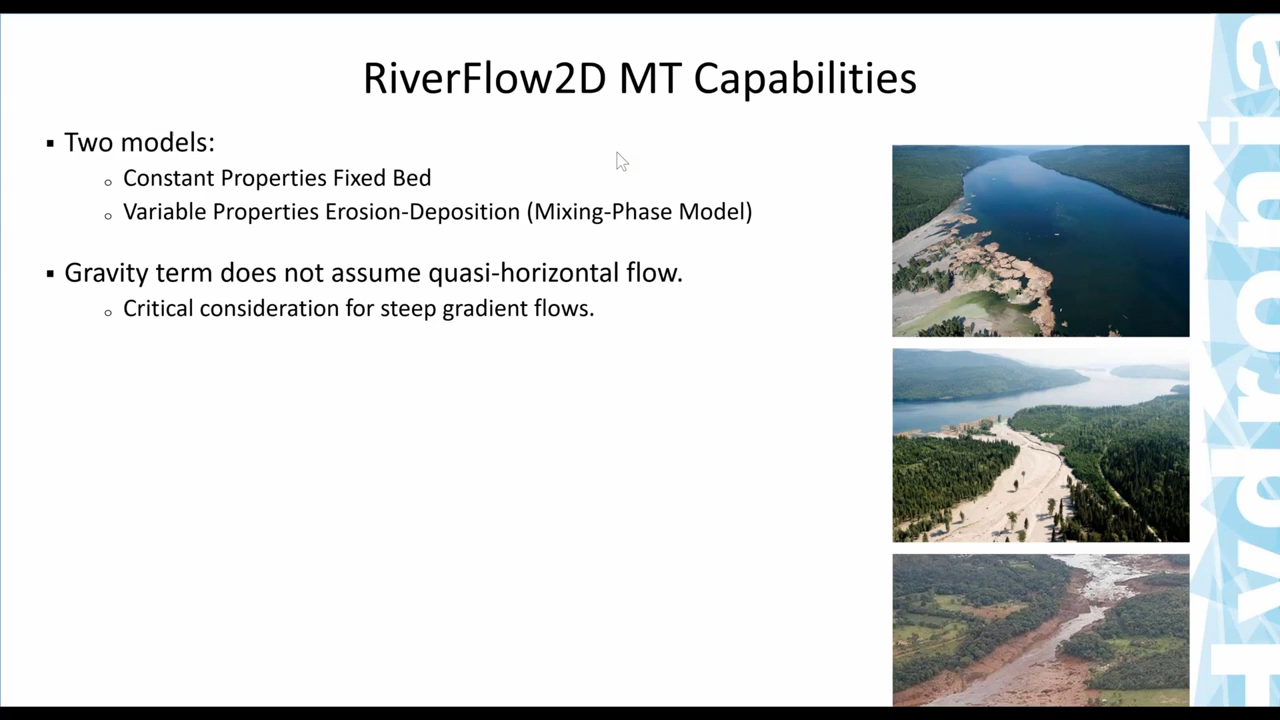 RiverFlow2D MT Capabilities
▪ Two models:
o Constant Properties Fixed Bed
o Variable Properties Erosion-Deposition (Mixing-Phase Model)
▪ Gravity term does not assume quasi-horizontal flow.
o Critical consideration for steep gradient flows.
Hydronia